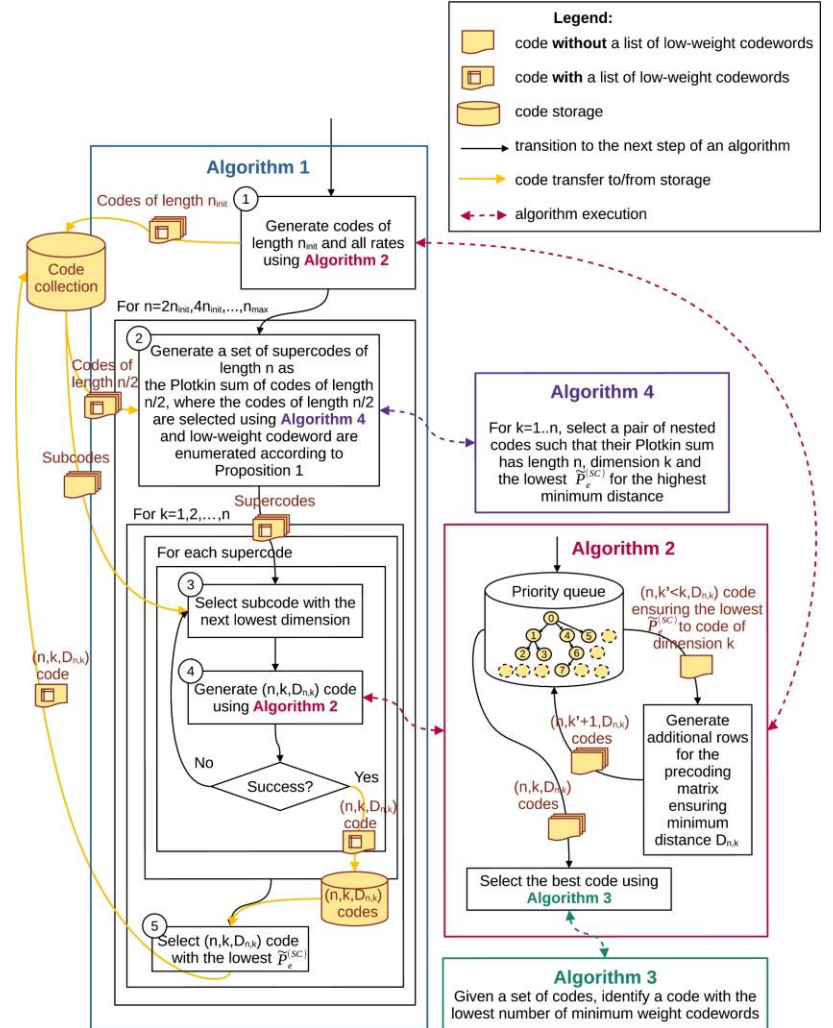 Legend:
code without a list of low-weight codewords
code with a list of low-weight codewords
code storage
transition to the next step of an algorithm
code transfer to/from storage
algorithm execution
Algorithm 1
Codes of length n_init
1
Generate codes of
length n_init and all rates
using Algorithm 2
Code
collection
For n=2n_init,4n_init,...,n_max
2
Generate a set of supercodes of
length n as
the Plotkin sum of codes of length
n/2, where the codes of length n/2
are selected using Algorithm 4
and low-weight codeword are
enumerated according to
Proposition 1
Codes of
length n/2
Subcodes
Supercodes
For k=1,2,...,n
For each supercode
3
Select subcode with the
next lowest dimension
4
Generate (n,k,D_n,k) code
using Algorithm 2
No
Success?
Yes
(n,k,D_n,k)
code
(n,k,D_n,k)
code
(n,k,D_n,k)
codes
5
Select (n,k,D_n,k) code
with the lowest P̃_e^(SC)
Algorithm 4
For k=1..n, select a pair of nested
codes such that their Plotkin sum
has length n, dimension k and
the lowest P̃_e^(SC) for the highest
minimum distance
Algorithm 2
Priority queue
0
1
4
5
2
3
6
7
(n,k'<k,D_n,k) code
ensuring the lowest
P̃_e^(SC) to code of
dimension k
(n,k'+1,D_n,k)
codes
Generate
additional rows
for the
precoding
matrix
ensuring
minimum
distance D_n,k
(n,k,D_n,k)
codes
Select the best code using
Algorithm 3
Algorithm 3
Given a set of codes, identify a code with the
lowest number of minimum weight codewords